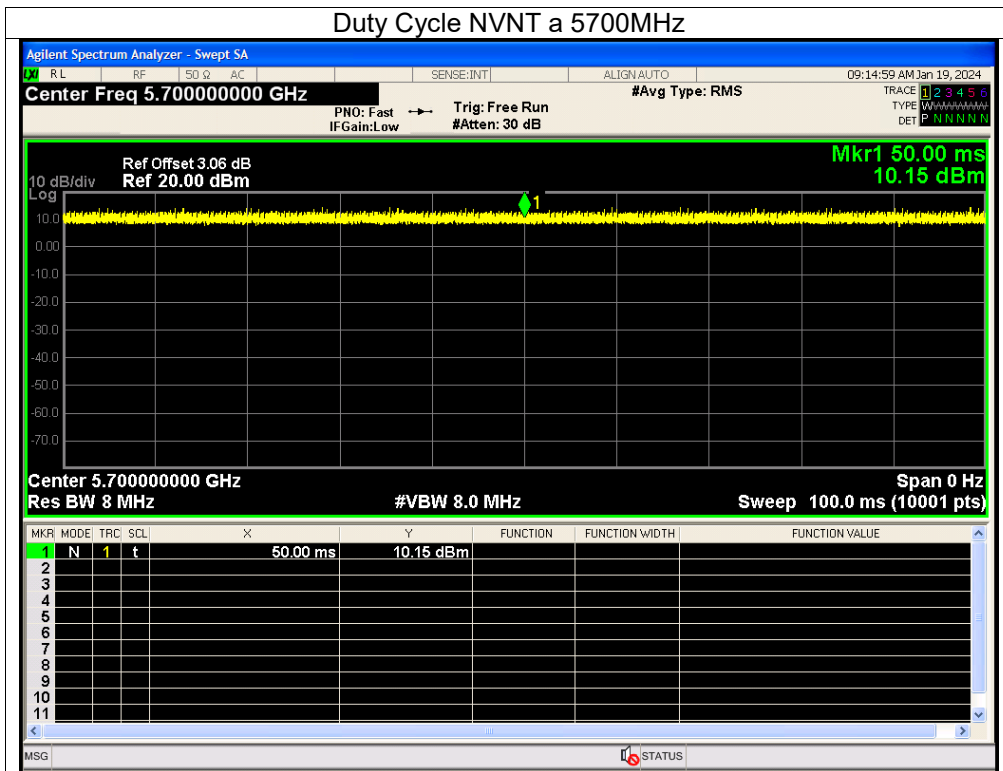 Duty Cycle NVNT a 5700MHz
Agilent Spectrum Analyzer - Swept SA
LXI RL RF 50 Ω AC SENSE:INT ALIGN AUTO 09:14:59 AM Jan 19, 2024
Center Freq 5.700000000 GHz #Avg Type: RMS TRACE 1 2 3 4 5 6
PNO: Fast Trig: Free Run TYPE WWWWWW
IFGain:Low #Atten: 30 dB DET P N N N N N
Ref Offset 3.06 dB Mkr1 50.00 ms
10 dB/div Ref 20.00 dBm 10.15 dBm
Log
1
10.0
0.00
-10.0
-20.0
-30.0
-40.0
-50.0
-60.0
-70.0
Center 5.700000000 GHz Span 0 Hz
Res BW 8 MHz #VBW 8.0 MHz Sweep 100.0 ms (10001 pts)
MKR MODE TRC SCL X Y FUNCTION FUNCTION WIDTH FUNCTION VALUE
1 N 1 t 50.00 ms 10.15 dBm
2
3
4
5
6
7
8
9
10
11
MSG STATUS